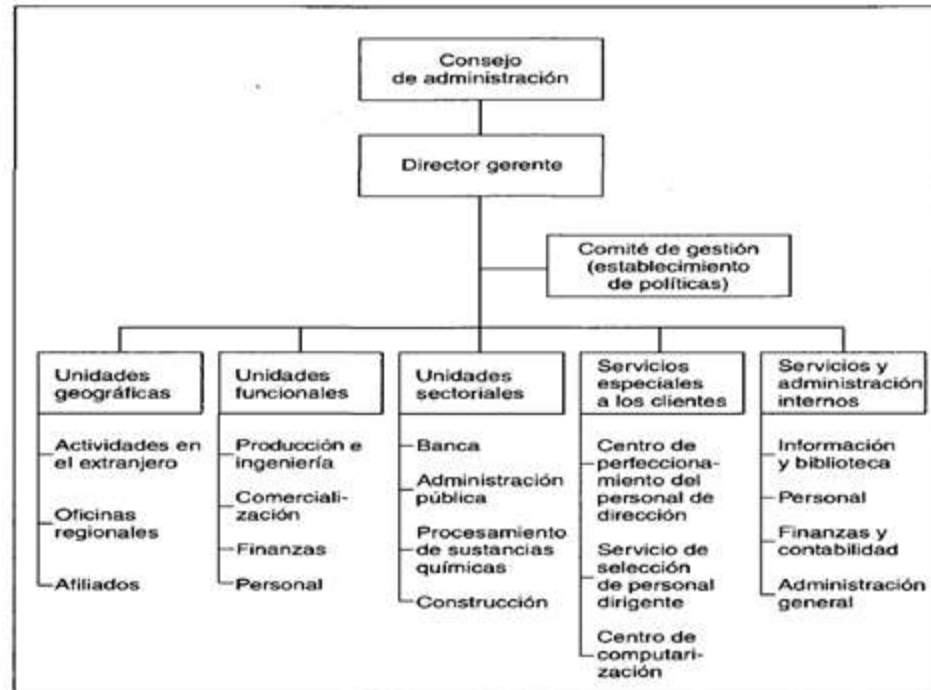 Consejo
de administración
Director gerente
Comité de gestión
(establecimiento
de políticas)
Unidades
geográficas
Actividades en
el extranjero
Oficinas
regionales
Afiliados
Unidades
funcionales
Producción e
ingeniería
Comerciali-
zación
Finanzas
Personal
Unidades
sectoriales
Banca
Administración
pública
Procesamiento
de sustancias
químicas
Construcción
Servicios
especiales
a los clientes
Centro de
perfecciona-
miento del
personal de
dirección
Servicio de
selección
de personal
dirigente
Centro de
computari-
zación
Servicios y
administración
internos
Información
y biblioteca
Personal
Finanzas y
contabilidad
Administración
general